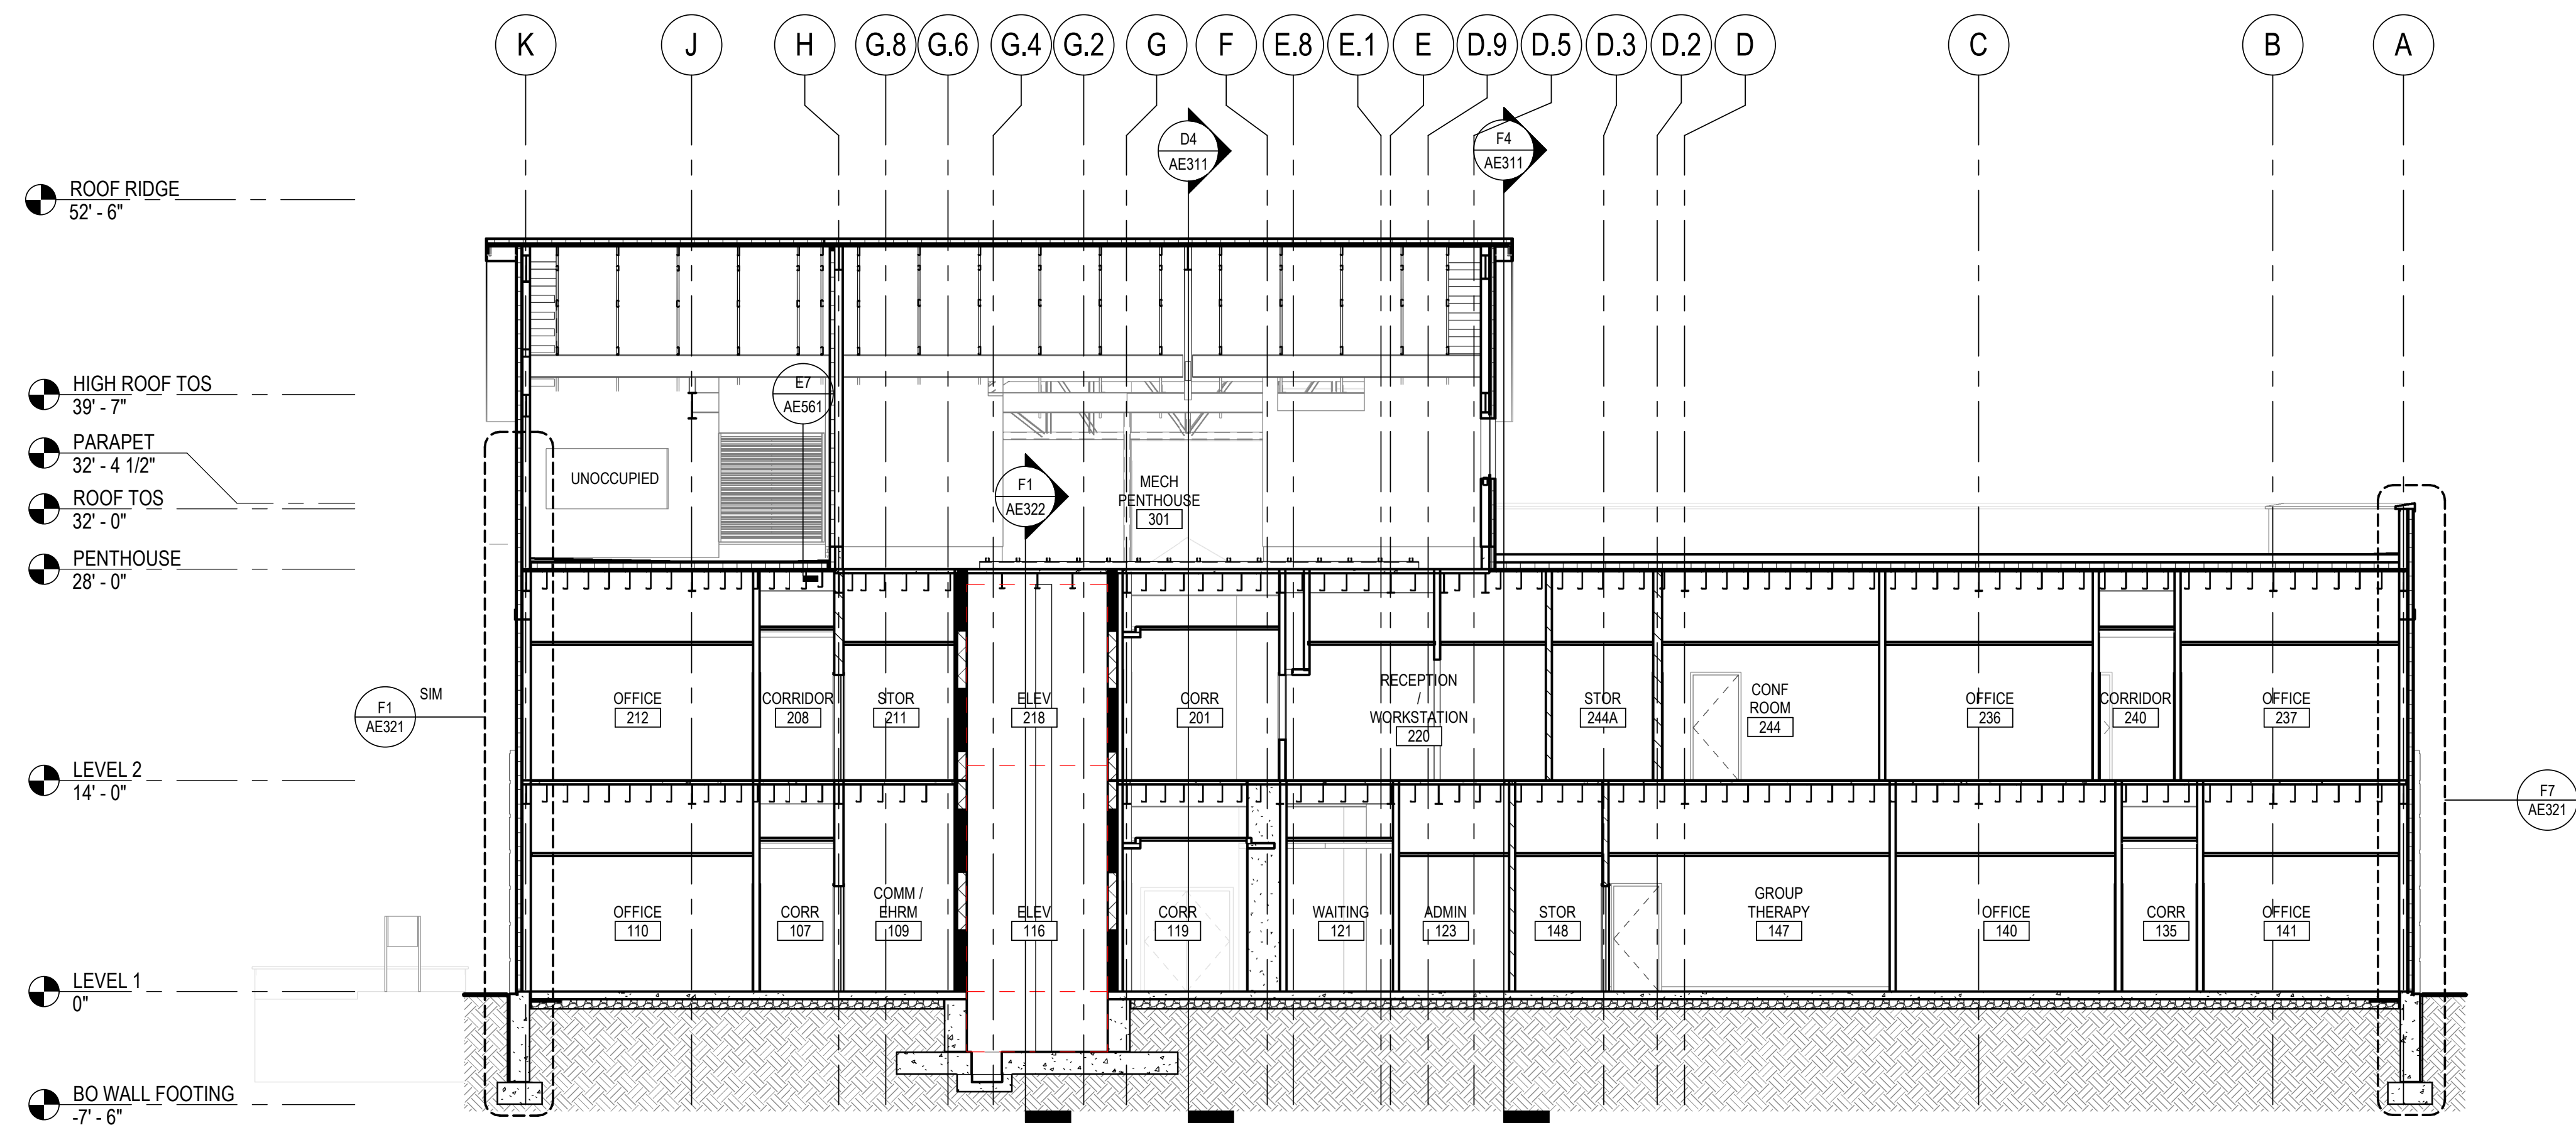 K J H G.8 G.6 G.4 G.2 G F E.8 E.1 E D.9 D.5 D.3 D.2 D C B A
D4
AE311
F4
AE311
ROOF RIDGE
52' - 6"
HIGH ROOF TOS
39' - 7"
E7
AE561
PARAPET
32' - 4 1/2"
ROOF TOS
32' - 0"
UNOCCUPIED
F1
AE322
MECH
PENTHOUSE
301
PENTHOUSE
28' - 0"
F1
AE321
SIM
OFFICE
212
CORRIDOR
208
STOR
211
ELEV
218
CORR
201
RECEPTION
/
WORKSTATION
220
STOR
244A
CONF
ROOM
244
OFFICE
236
CORRIDOR
240
OFFICE
237
LEVEL 2
14' - 0"
F7
AE321
OFFICE
110
CORR
107
COMM /
EHRM
109
ELEV
116
CORR
119
WAITING
121
ADMIN
123
STOR
148
GROUP
THERAPY
147
OFFICE
140
CORR
135
OFFICE
141
LEVEL 1
0"
BO WALL FOOTING
-7' - 6"